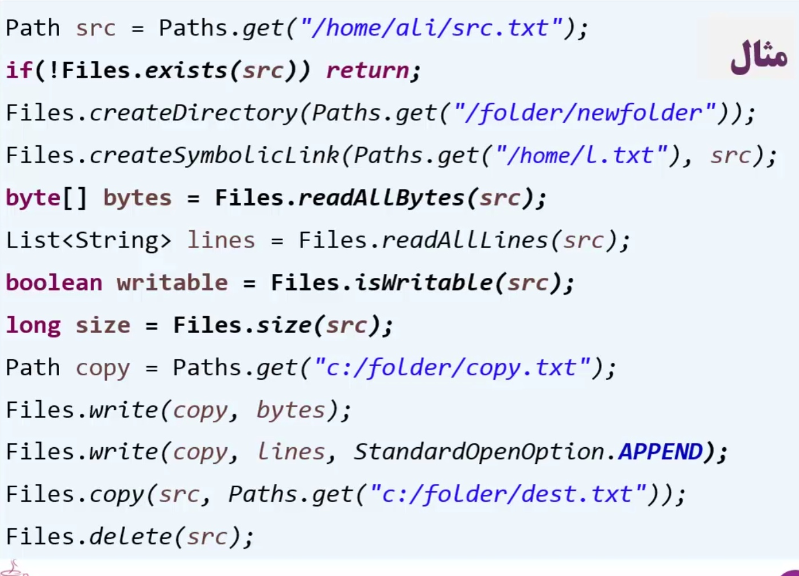 Path src = Paths.get("/home/ali/src.txt");
مثال
if(!Files.exists(src)) return;
Files.createDirectory(Paths.get("/folder/newfolder"));
Files.createSymbolicLink(Paths.get("/home/l.txt"), src);
byte[] bytes = Files.readAllBytes(src);
List<String> lines = Files.readAllLines(src);
boolean writable = Files.isWritable(src);
long size = Files.size(src);
Path copy = Paths.get("c:/folder/copy.txt");
Files.write(copy, bytes);
Files.write(copy, lines, StandardOpenOption.APPEND);
Files.copy(src, Paths.get("c:/folder/dest.txt"));
Files.delete(src);